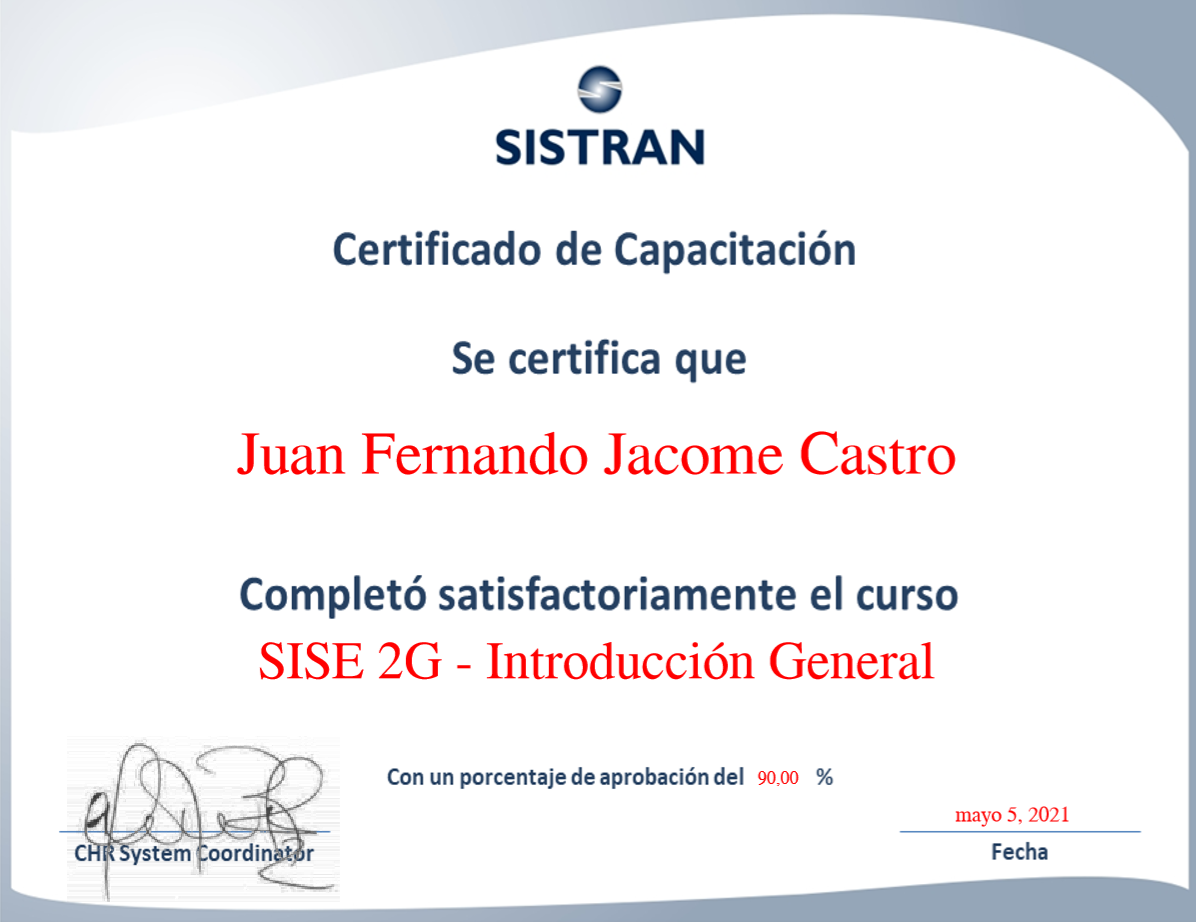 SISTRAN
Certificado de Capacitación
Se certifica que
Juan Fernando Jacome Castro
Completó satisfactoriamente el curso
SISE 2G - Introducción General
Con un porcentaje de aprobación del 90,00 %
mayo 5, 2021
CHR System Coordinator
Fecha